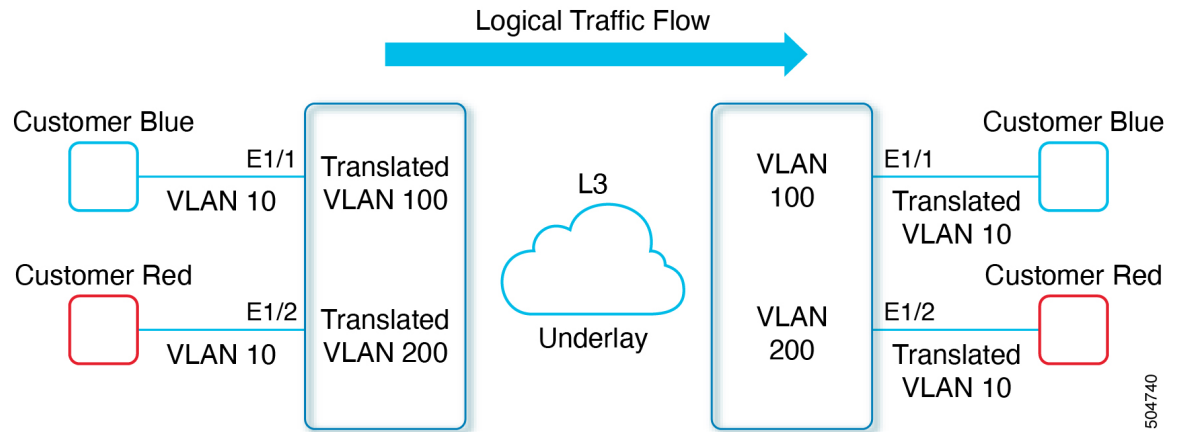 Logical Traffic Flow
Customer Blue
E1/1
VLAN 10
Translated
VLAN 100
Customer Red
E1/2
VLAN 10
Translated
VLAN 200
L3
Underlay
VLAN
100
E1/1
Translated
VLAN 10
Customer Blue
VLAN
200
E1/2
Translated
VLAN 10
Customer Red
504740